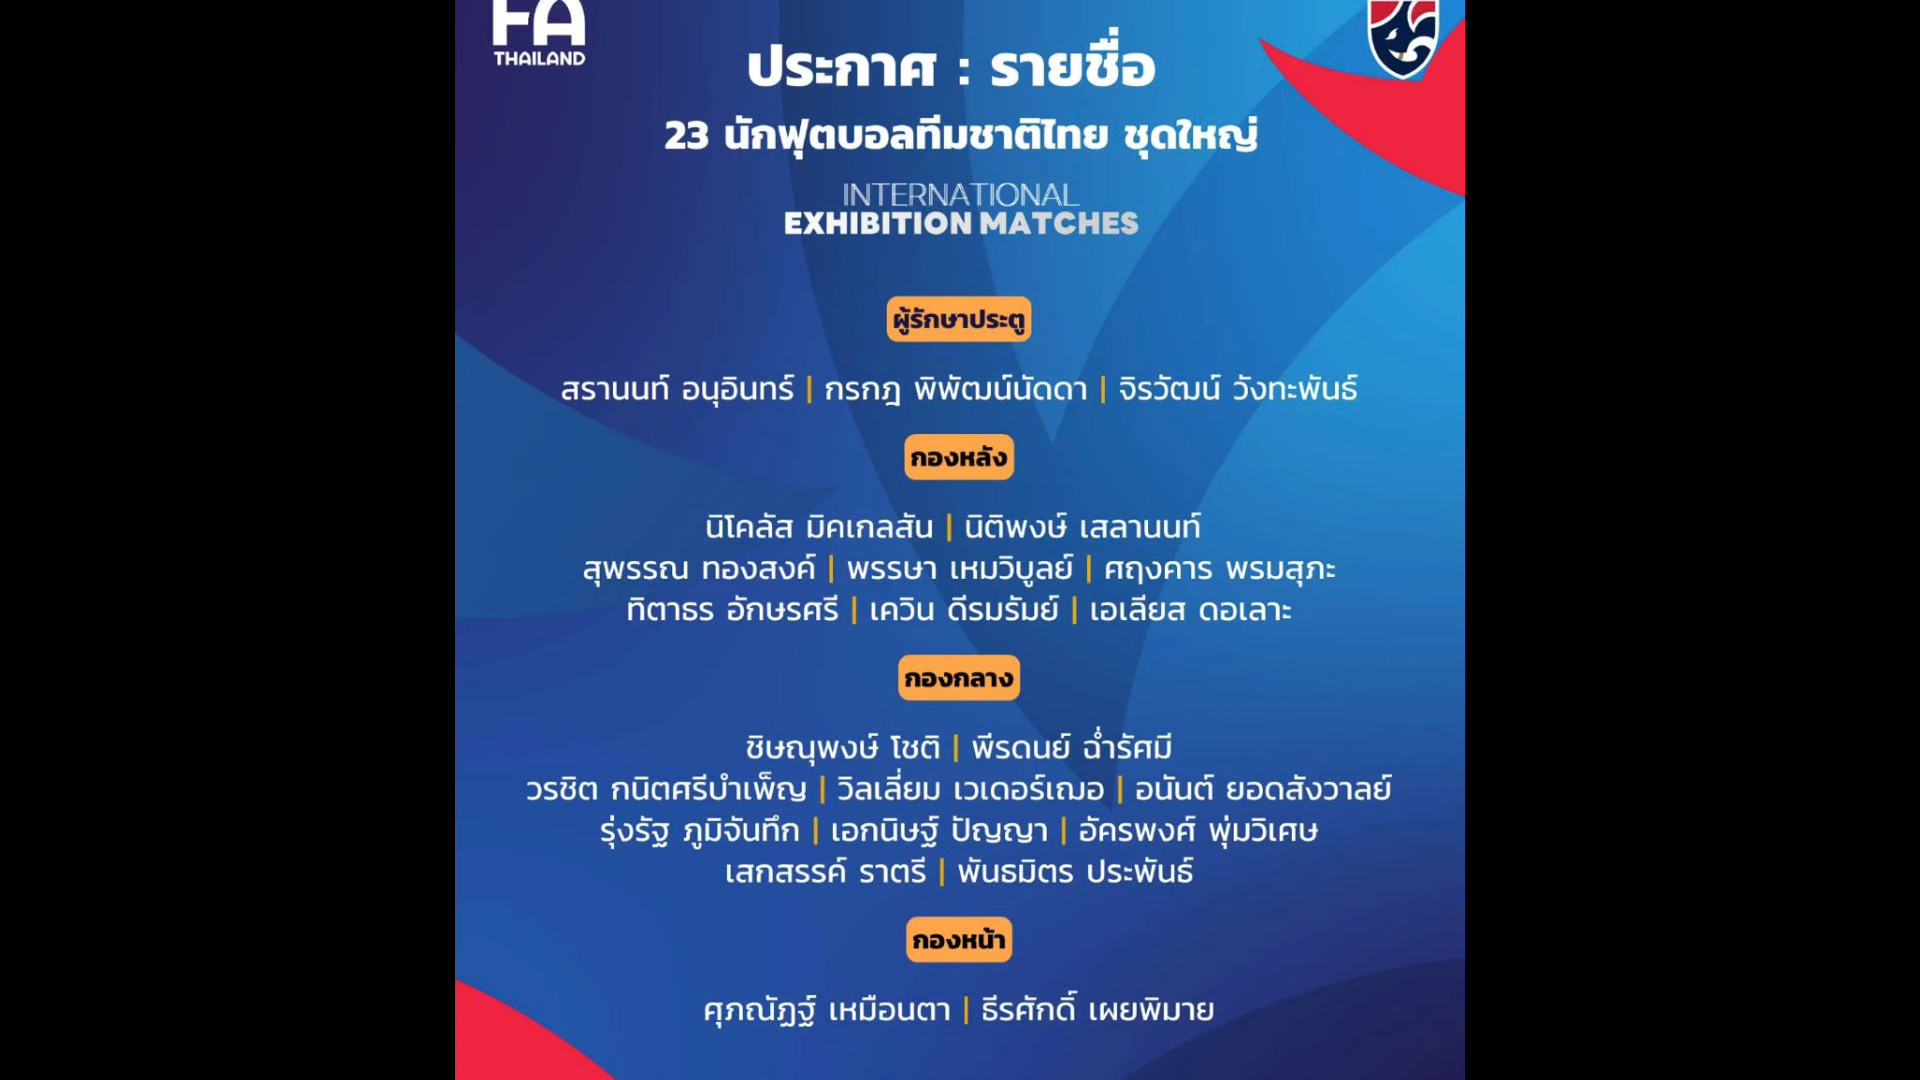 FA
THAILAND
ประกาศ : รายชื่อ
23 นักฟุตบอลทีมชาติไทย ชุดใหญ่
INTERNATIONAL
EXHIBITION MATCHES
ผู้รักษาประตู
สรานนท์ อนุอินทร์ | กรกฎ พิพัฒน์นัดดา | จิรวัฒน์ วังทะพันธ์
กองหลัง
นิโคลัส มิคเกลสัน | นิติพงษ์ เสลานนท์
สุพรรณ ทองสงค์ | พรรษา เหมวิบูลย์ | ศฤงคาร พรมสุภะ
ทิตาธร อักษรศรี | เควิน ดีรมรัมย์ | เอเลียส ดอเลาะ
กองกลาง
ชิษณุพงษ์ โชติ | พีรดนย์ ฉ่ำรัศมี
วรชิต กนิตศรีบำเพ็ญ | วิลเลี่ยม เวเดอร์เฌอ | อนันต์ ยอดสังวาลย์
รุ่งรัฐ ภูมิจันทึก | เอกนิษฐ์ ปัญญา | อัครพงศ์ พุ่มวิเศษ
เสกสรรค์ ราตรี | พันธมิตร ประพันธ์
กองหน้า
ศุภณัฏฐ์ เหมือนตา | ธีรศักดิ์ เผยพิมาย